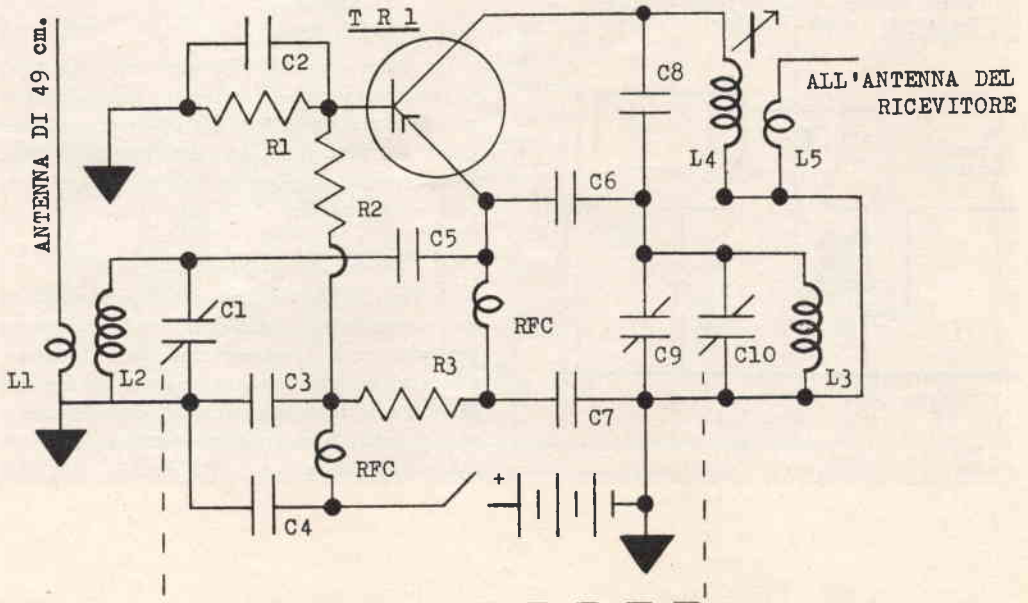 ANTENNA DI 49 cm.
TR1
C2
R1
R2
C8
ALL'ANTENNA DEL
RICEVITORE
L4
L5
C6
C5
C1
RFC
C9
C10
L3
L1
L2
C3
R3
C7
RFC
C4
+